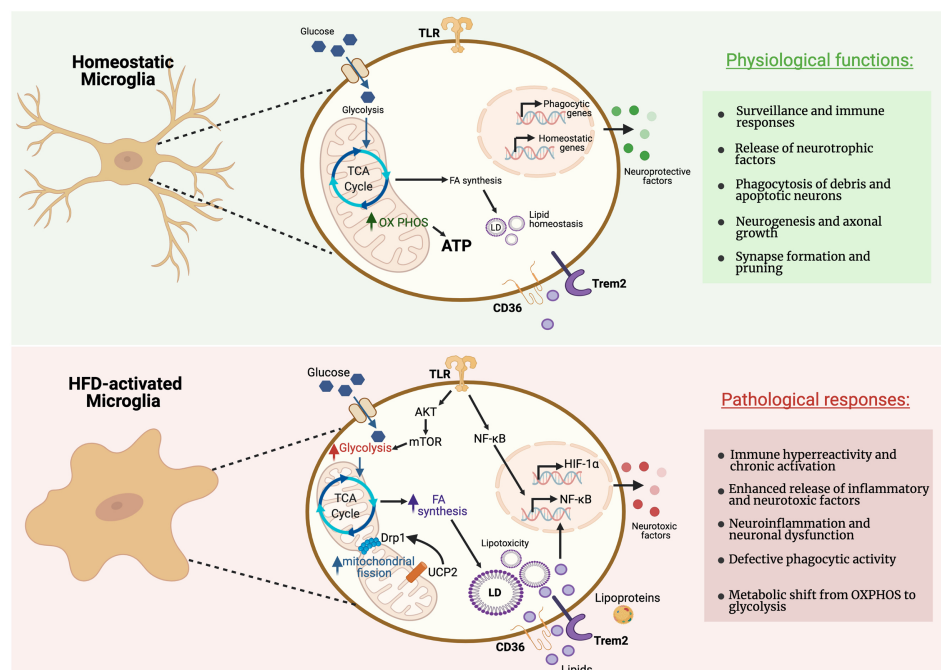 Homeostatic
Microglia
Glucose
TLR
Glycolysis
TCA
Cycle
OX PHOS
ATP
FA synthesis
LD
Lipid
homestasis
Phagocytic
genes
Homeostatic
genes
Neuroprotective
factors
CD36
Trem2
Physiological functions:
Surveillance and immune
responses
Release of neurotrophic
factors
Phagocytosis of debris and
apoptotic neurons
Neurogenesis and axonal
growth
Synapse formation and
pruning
HFD-activated
Microglia
Glucose
TLR
AKT
mTOR
Glycolysis
NF-κB
TCA
Cycle
FA
synthesis
Drp1
mitochondrial
fission
UCP2
HIF-1α
NF-κB
Lipotoxicity
LD
Neurotoxic
factors
Lipoproteins
CD36
Trem2
Lipids
Pathological responses:
Immune hyperreactivity and
chronic activation
Enhanced release of inflammatory
and neurotoxic factors
Neuroinflammation and
neuronal dysfunction
Defective phagocytic activity
Metabolic shift from OXPHOS to
glycolysis